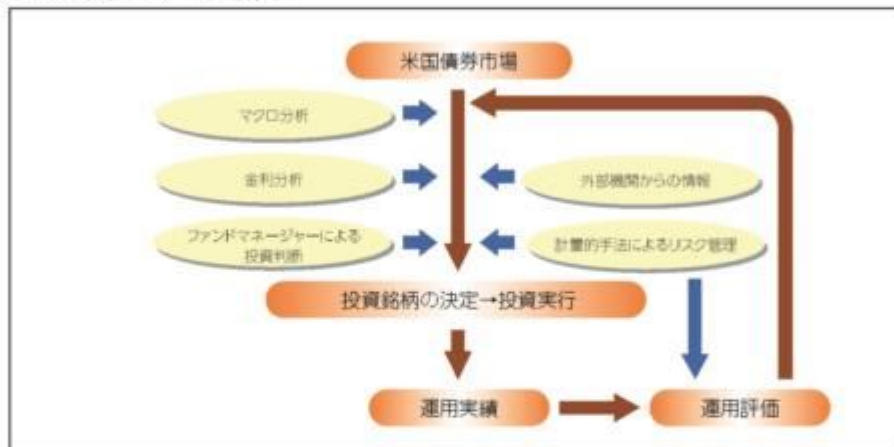 米国債券市場
マクロ分析
金利分析
外部機関からの情報
ファンドマネージャーによる
投資判断
計量的手法によるリスク管理
投資銘柄の決定→投資実行
運用実績
運用評価